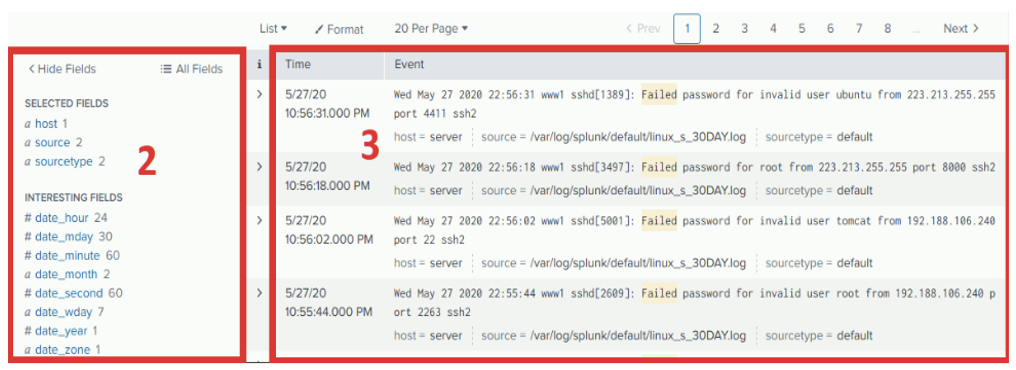 List ▾ Format 20 Per Page ▾ < Prev 1 2 3 4 5 6 7 8 ... Next >
< Hide Fields All Fields i Time Event
SELECTED FIELDS
a host 1
a source 2
a sourcetype 2
2
INTERESTING FIELDS
# date_hour 24
# date_mday 30
# date_minute 60
a date_month 2
# date_second 60
a date_wday 7
# date_year 1
a date_zone 1
3
> 5/27/20
10:56:31.000 PM
Wed May 27 2020 22:56:31 www1 sshd[1389]: Failed password for invalid user ubuntu from 223.213.255.255
port 4411 ssh2
host = server source = /var/log/splunk/default/linux_s_30DAY.log sourcetype = default
> 5/27/20
10:56:18.000 PM
Wed May 27 2020 22:56:18 www1 sshd[3497]: Failed password for root from 223.213.255.255 port 8000 ssh2
host = server source = /var/log/splunk/default/linux_s_30DAY.log sourcetype = default
> 5/27/20
10:56:02.000 PM
Wed May 27 2020 22:56:02 www1 sshd[5001]: Failed password for invalid user tomcat from 192.188.106.240
port 22 ssh2
host = server source = /var/log/splunk/default/linux_s_30DAY.log sourcetype = default
> 5/27/20
10:55:44.000 PM
Wed May 27 2020 22:55:44 www1 sshd[2609]: Failed password for invalid user root from 192.188.106.240 p
ort 2263 ssh2
host = server source = /var/log/splunk/default/linux_s_30DAY.log sourcetype = default